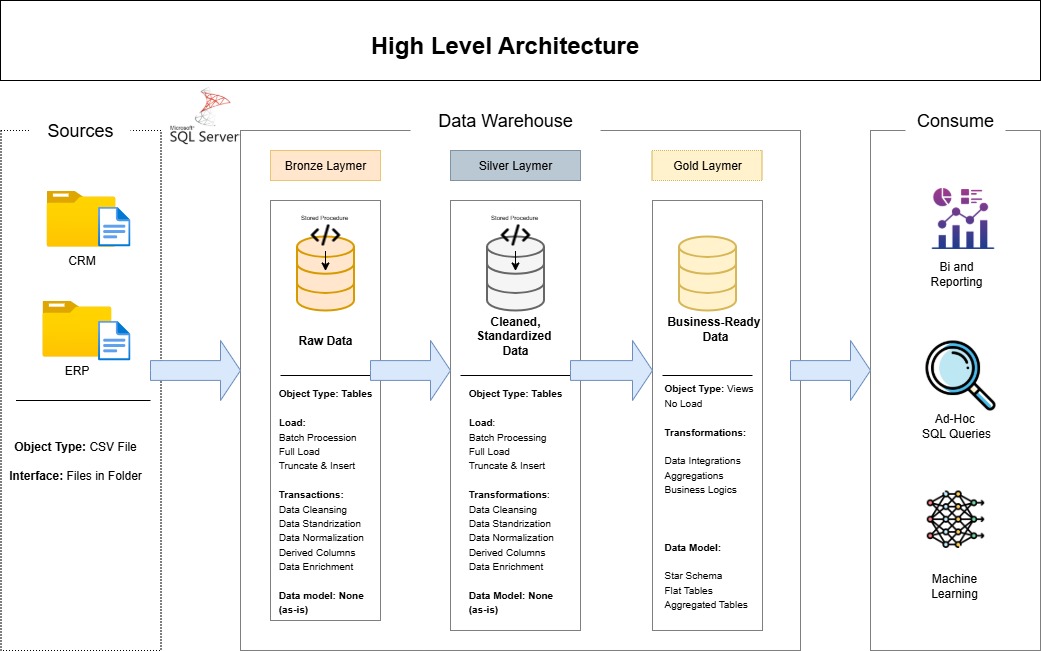 High Level Architecture
Sources
CRM
ERP
Object Type: CSV File
Interface: Files in Folder
Microsoft
SQL Server
Data Warehouse
Bronze Laymer
Stored Procedure
</>
Raw Data
Object Type: Tables
Load:
Batch Procession
Full Load
Truncate & Insert
Transactions:
Data Cleansing
Data Standrization
Data Normalization
Derived Columns
Data Enrichment
Data model: None
(as-is)
Silver Laymer
Stored Procedure
</>
Cleaned,
Standardized
Data
Object Type: Tables
Load:
Batch Processing
Full Load
Truncate & Insert
Transformations:
Data Cleansing
Data Standrization
Data Normalization
Derived Columns
Data Enrichment
Data Model: None
(as-is)
Gold Laymer
Business-Ready
Data
Object Type: Views
No Load
Transformations:
Data Integrations
Aggregations
Business Logics
Data Model:
Star Schema
Flat Tables
Aggregated Tables
Consume
Bi and
Reporting
Ad-Hoc
SQL Queries
Machine
Learning